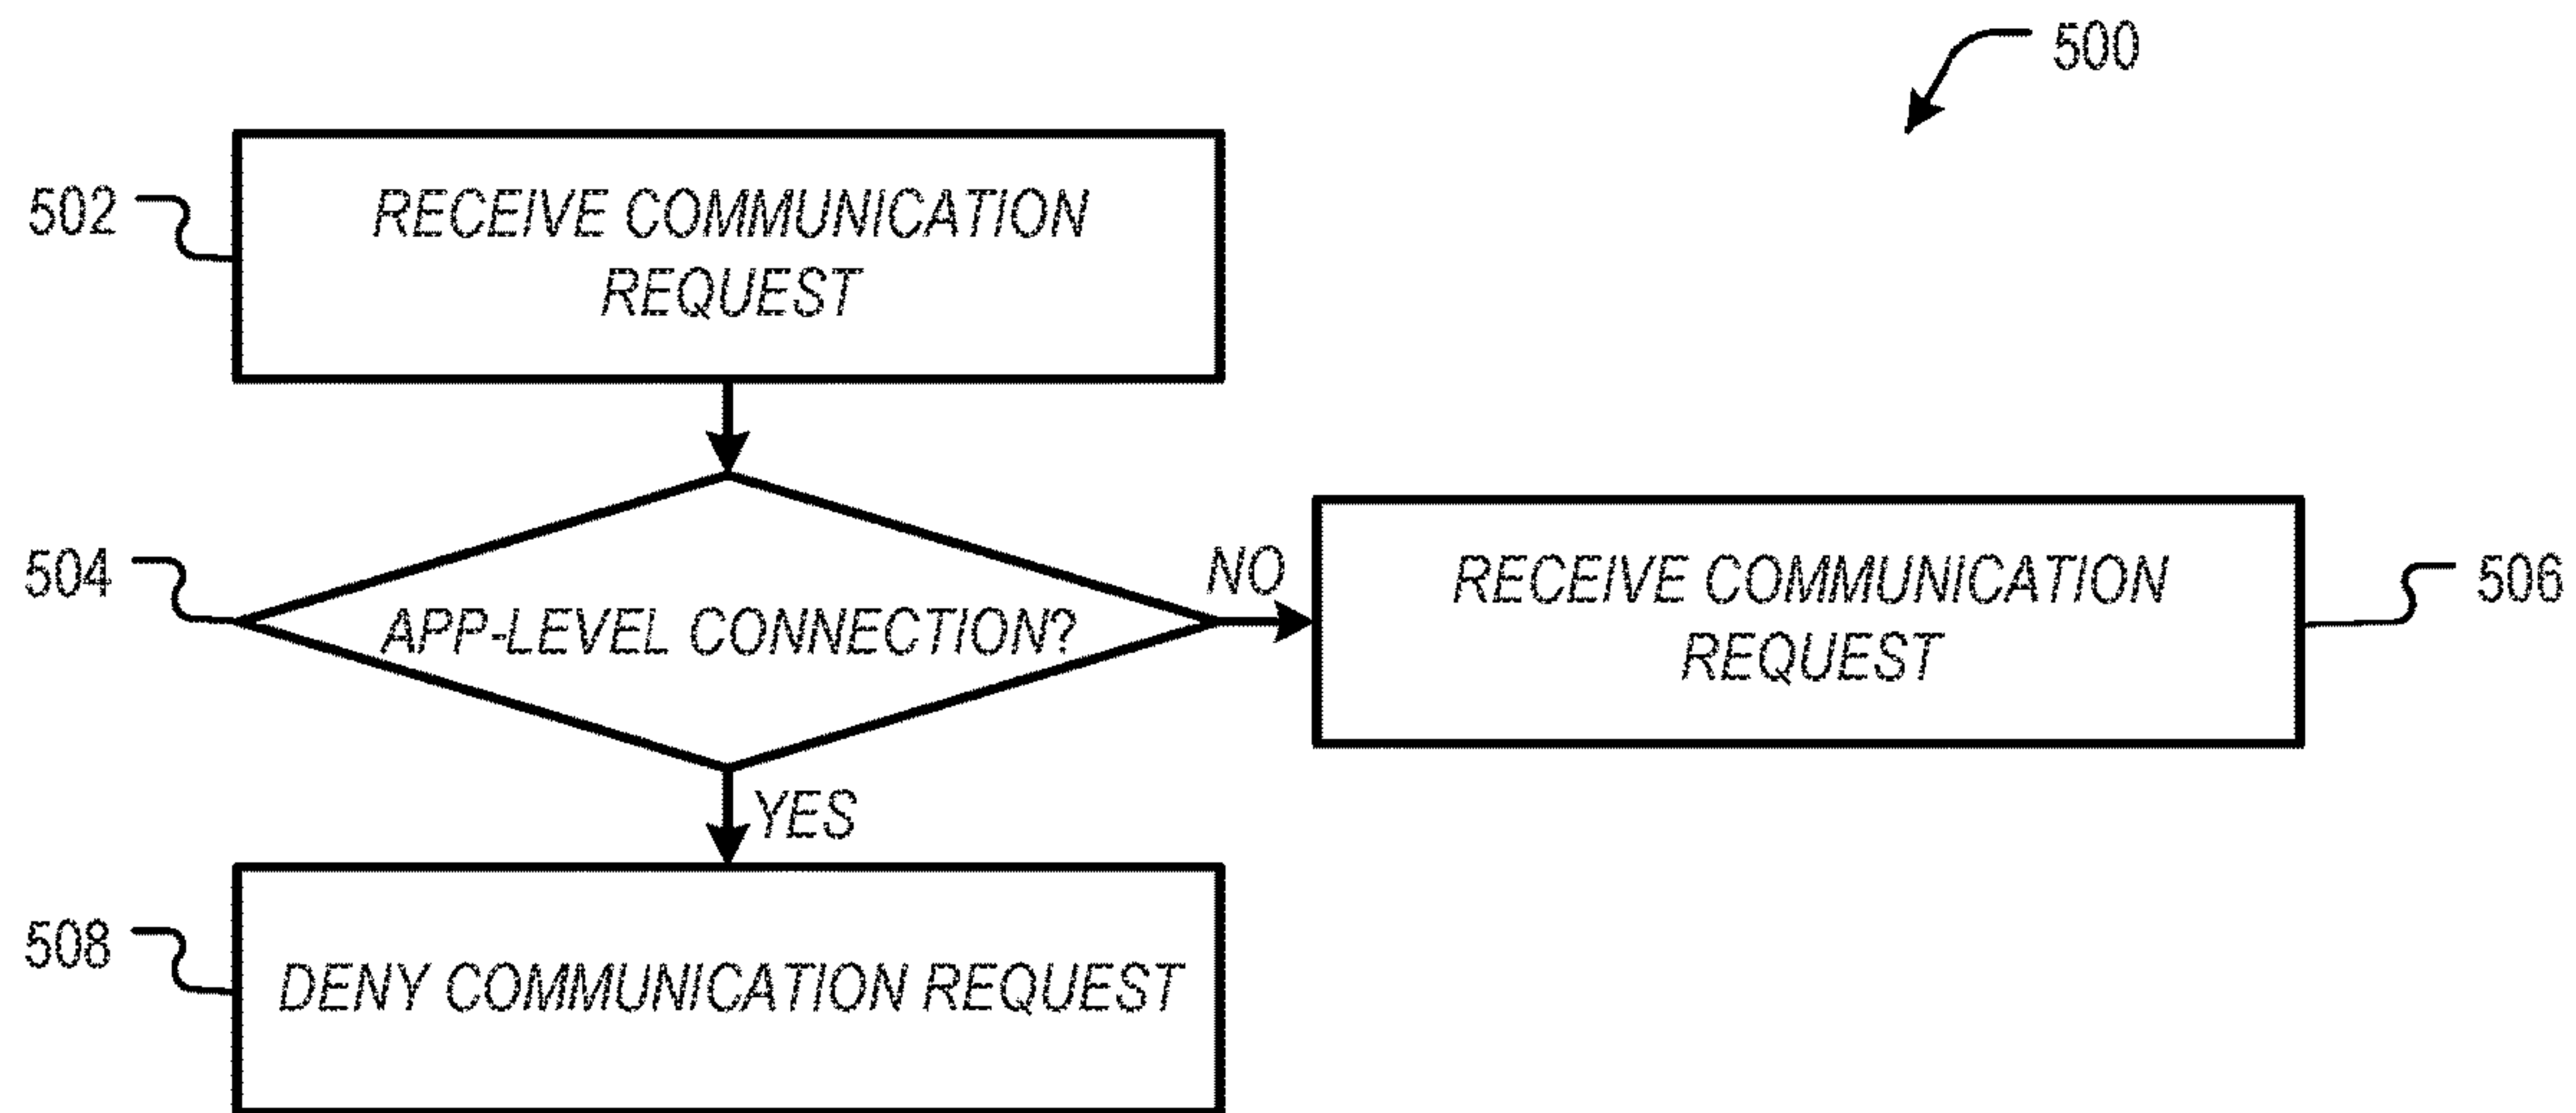 500
502
RECEIVE COMMUNICATION
REQUEST
504
APP-LEVEL CONNECTION?
NO
RECEIVE COMMUNICATION
REQUEST
506
YES
508
DENY COMMUNICATION REQUEST